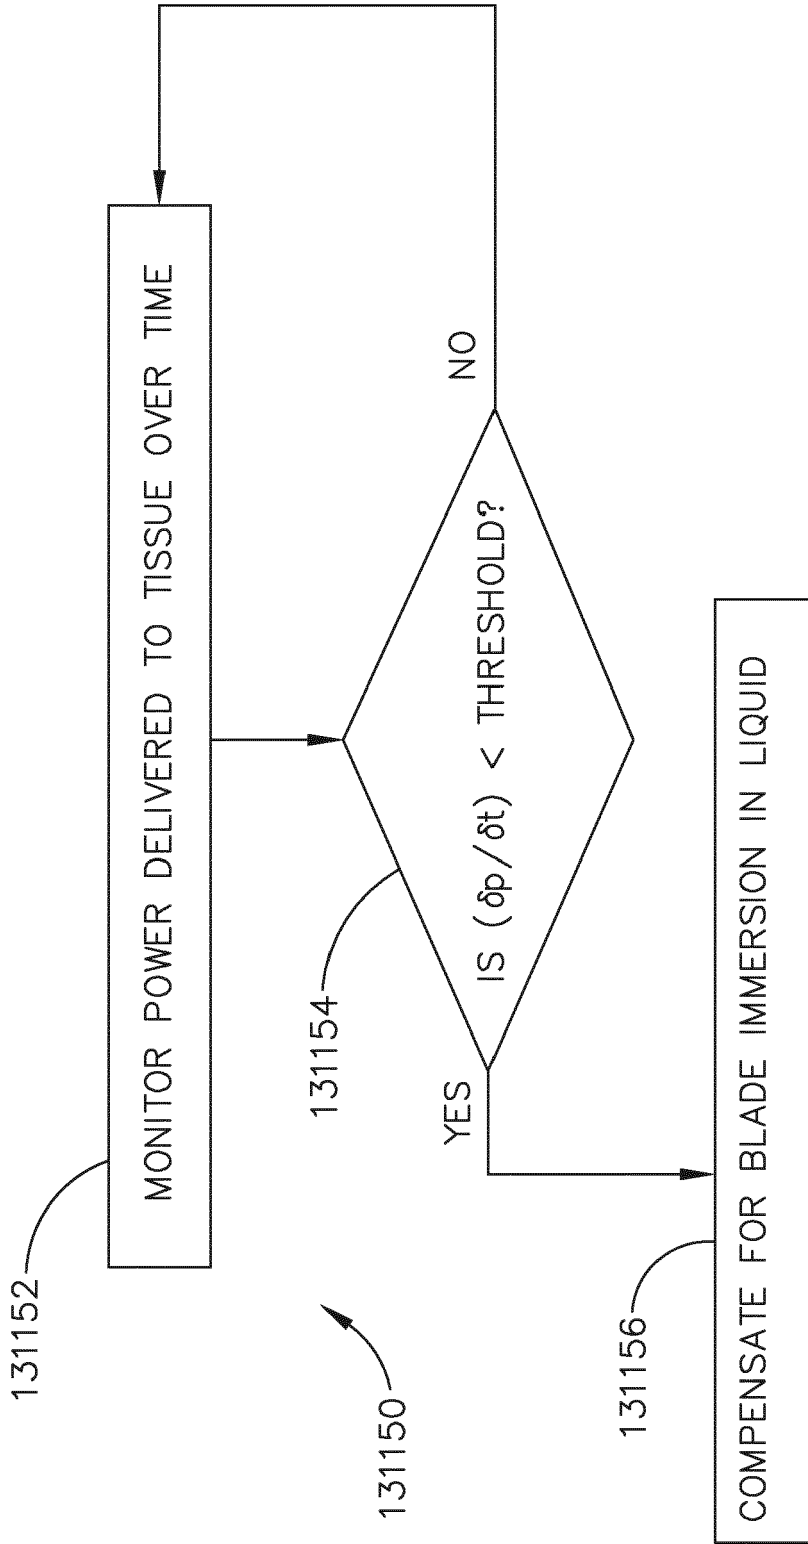 131152
MONITOR POWER DELIVERED TO TISSUE OVER TIME
131150
131154
IS (δp/δt) < THRESHOLD?
YES
NO
131156
COMPENSATE FOR BLADE IMMERSION IN LIQUID